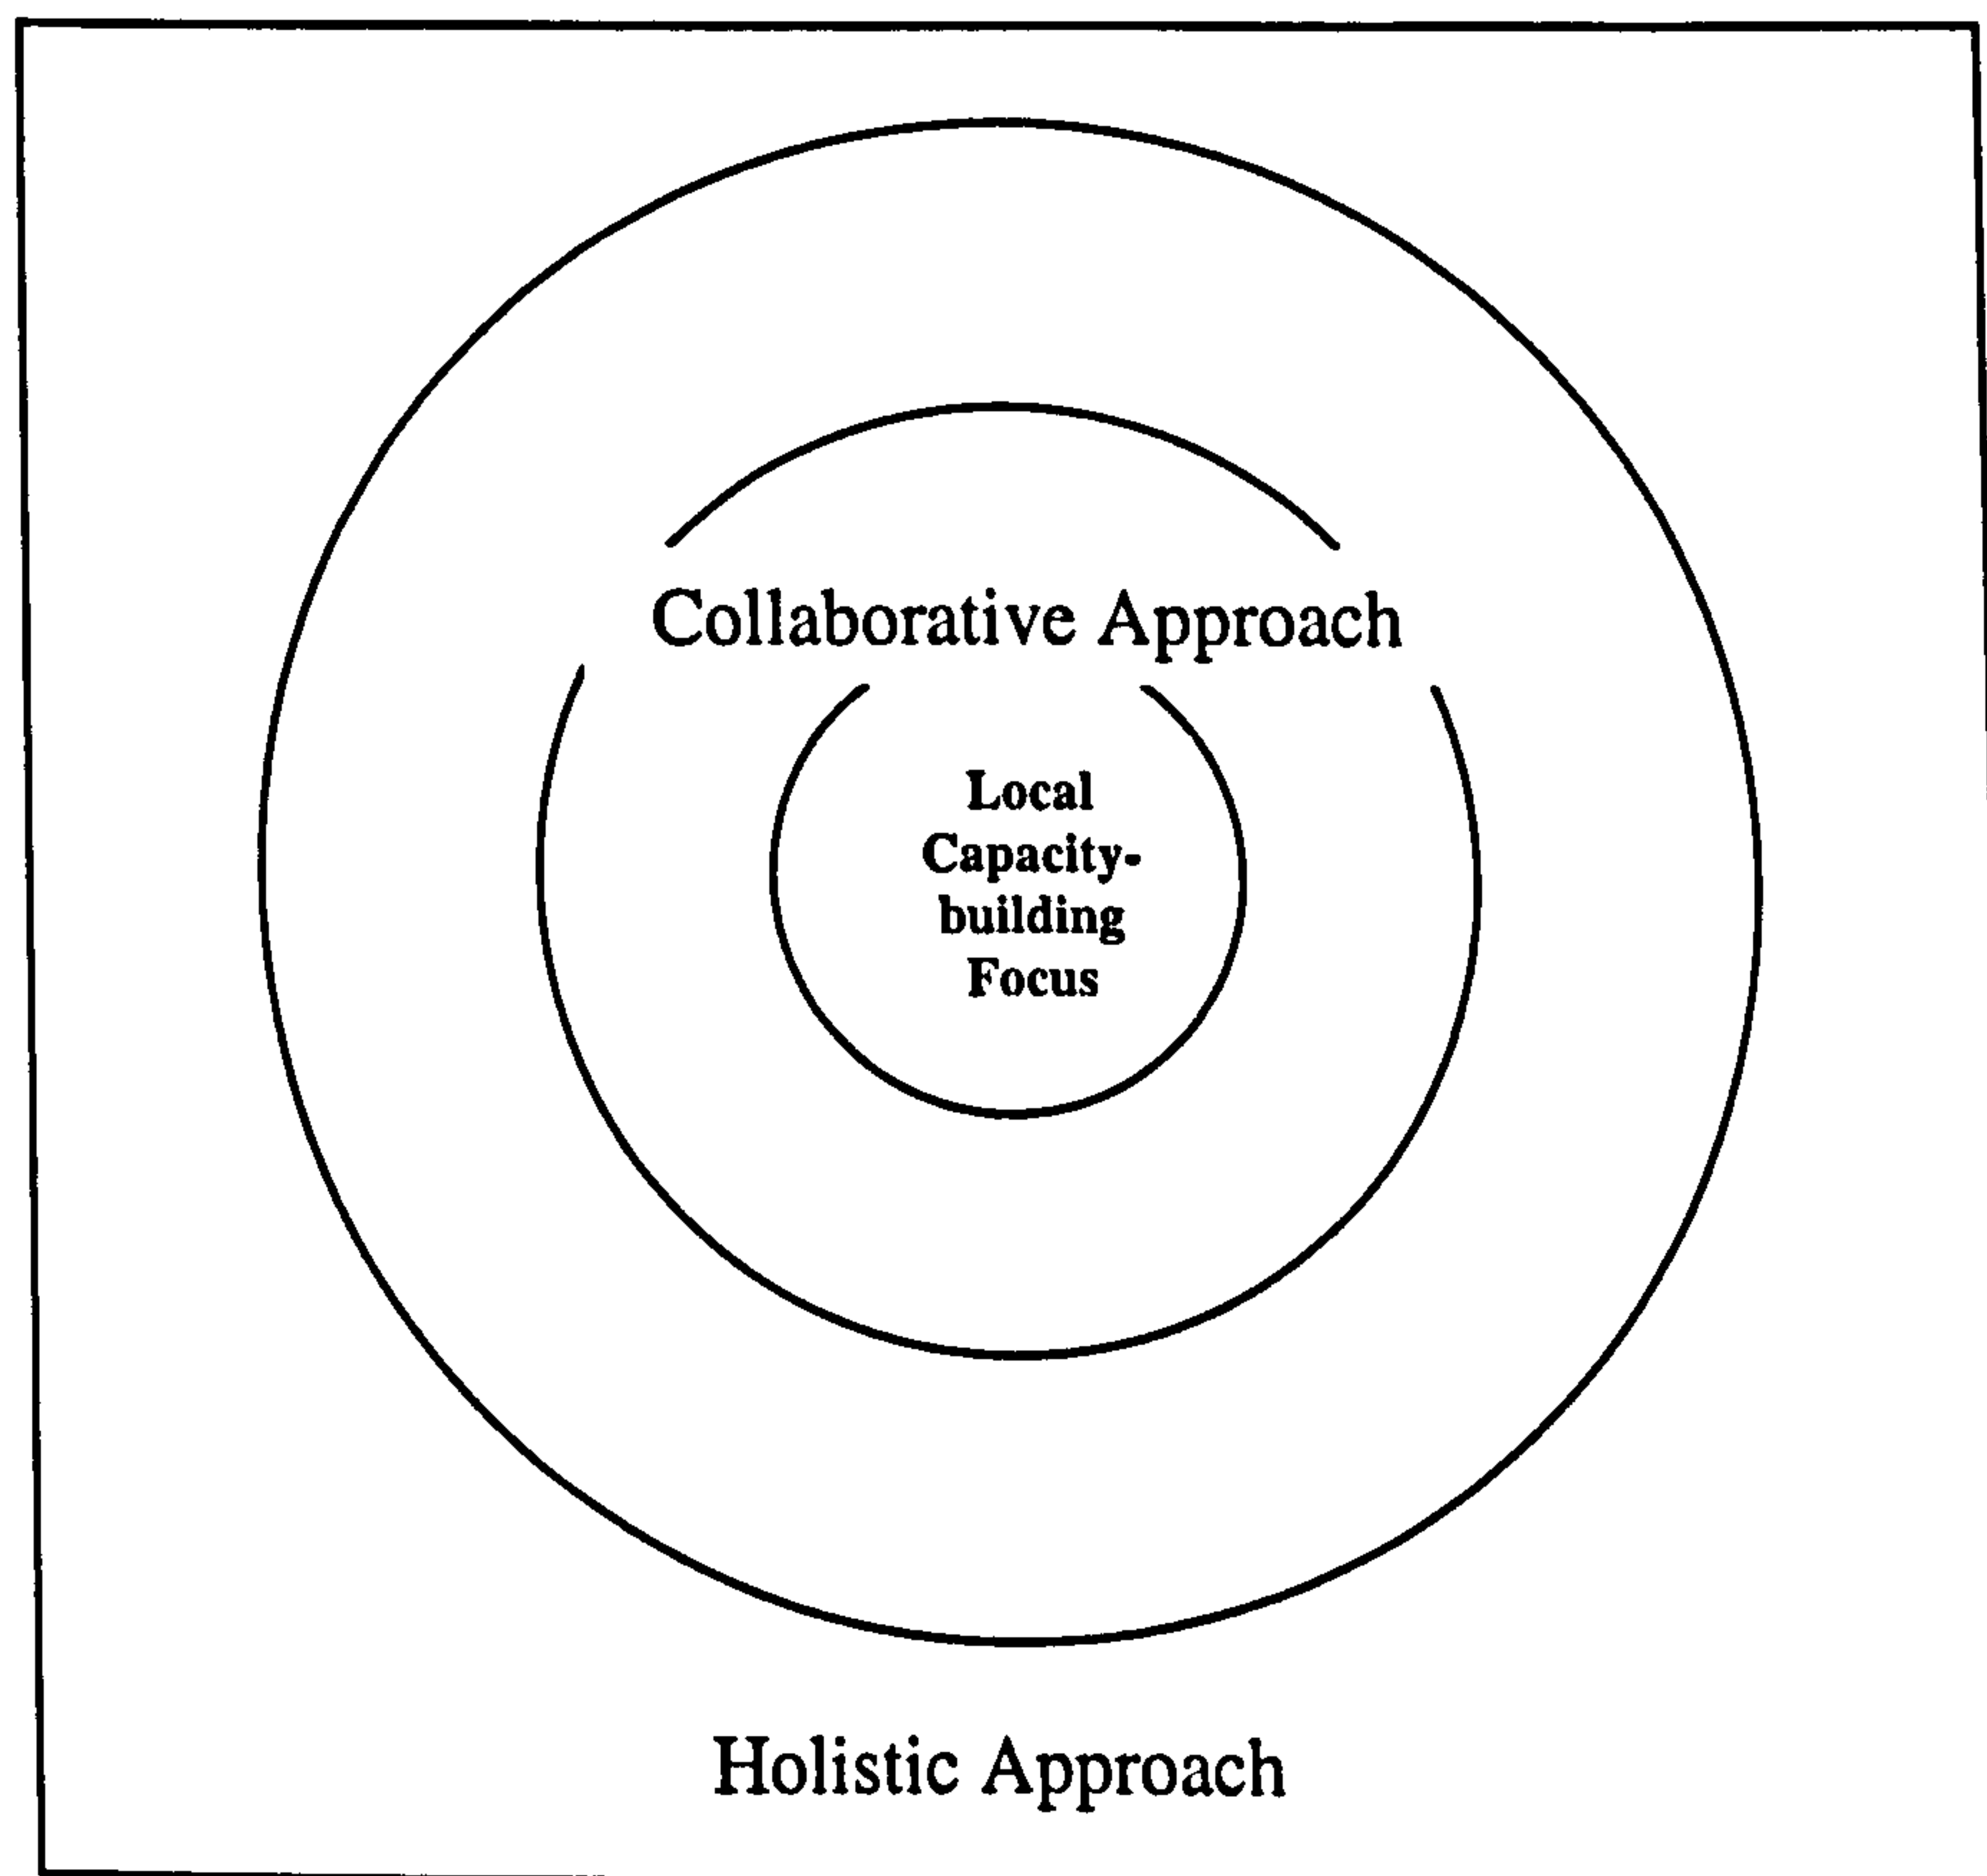 Collaborative Approach
Local
Capacity-
building
Focus
Holistic Approach